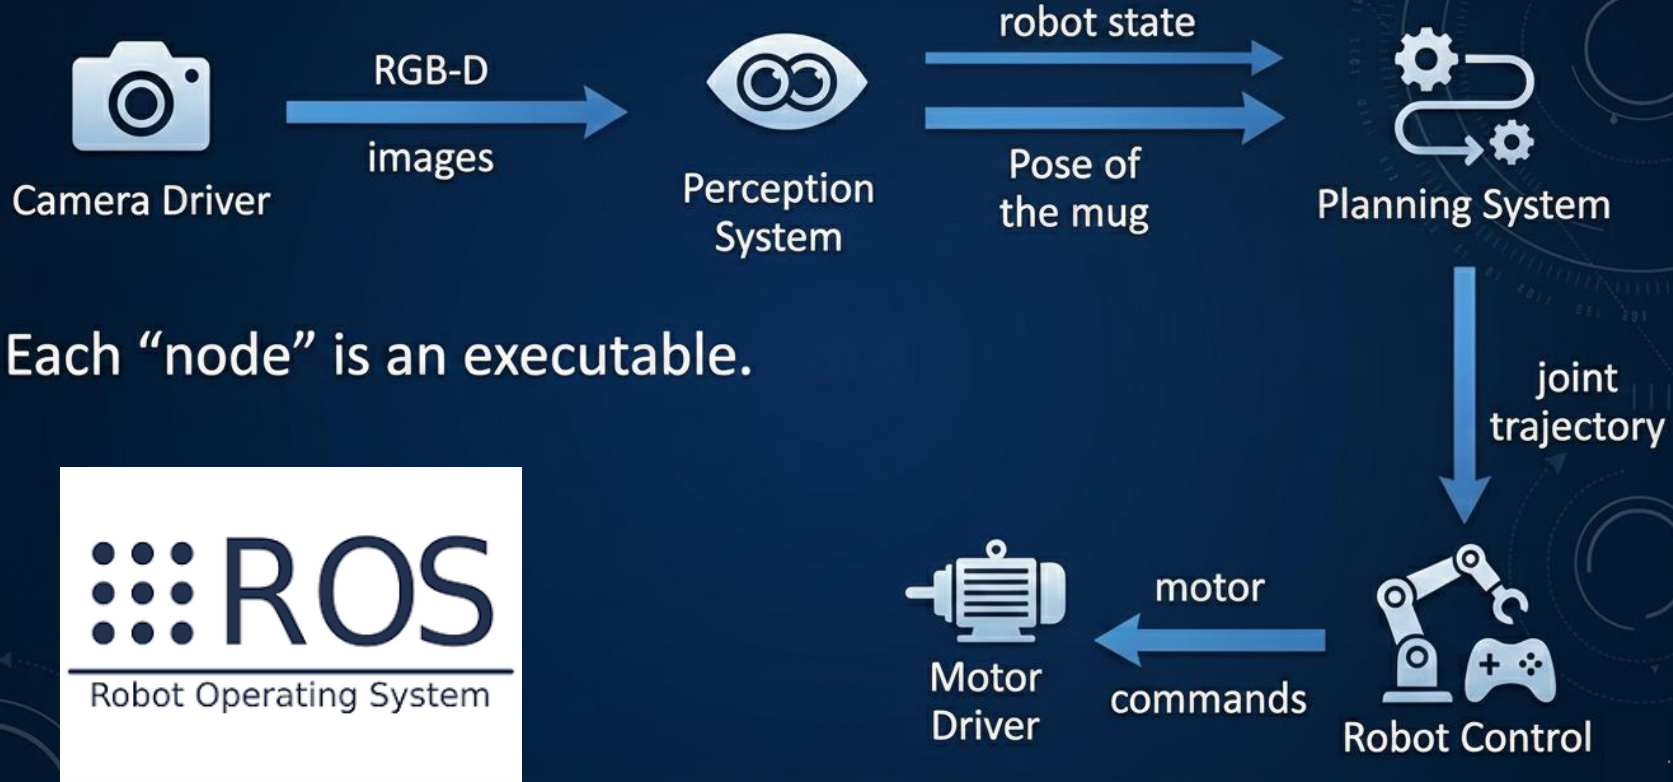 RGB-D
images
Camera Driver
Perception
System
robot state
Pose of
the mug
Planning System
joint
trajectory
Robot Control
motor
commands
Motor
Driver
Each “node” is an executable.
ROS
Robot Operating System